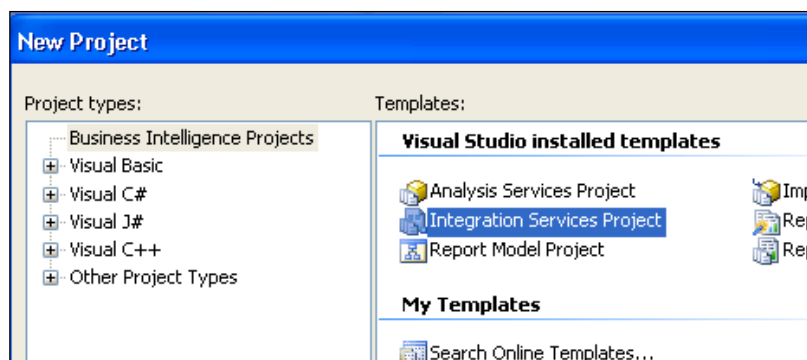 New Project
Project types:
Business Intelligence Projects
Visual Basic
Visual C#
Visual J#
Visual C++
Other Project Types
Templates:
Visual Studio installed templates
Analysis Services Project
Integration Services Project
Report Model Project
My Templates
Search Online Templates...